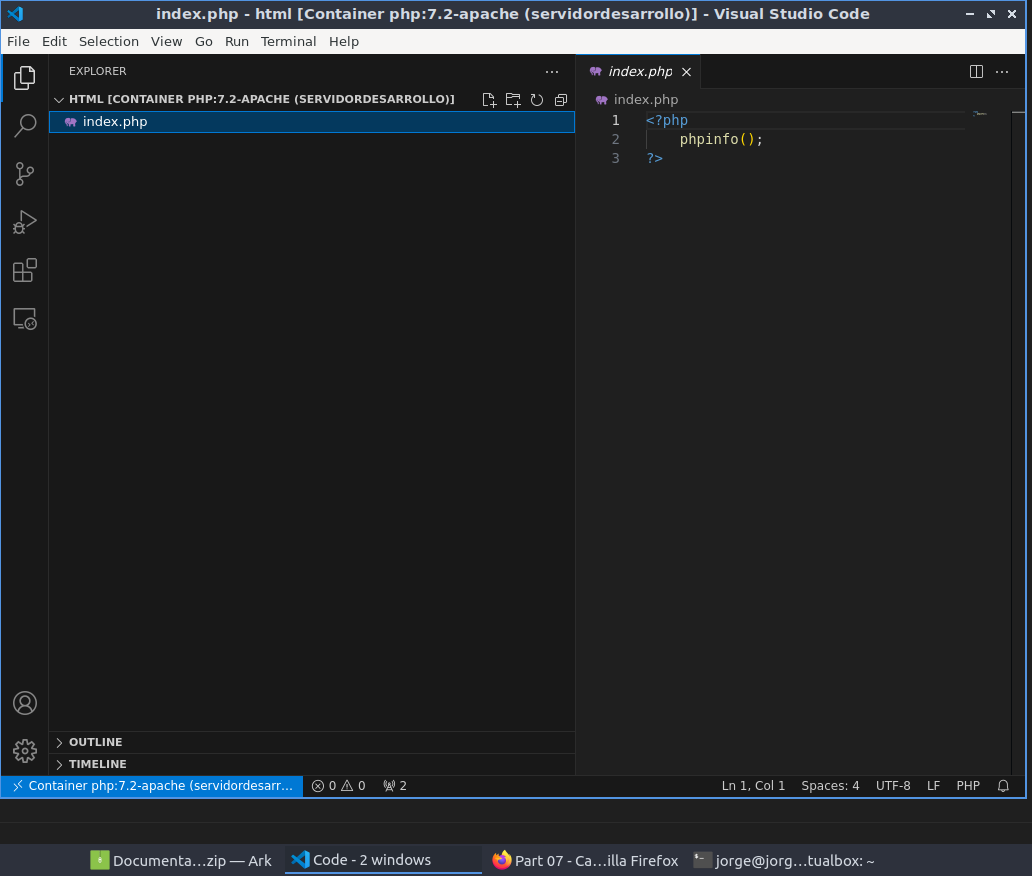 index.php - html [Container php:7.2-apache (servidordesarrollo)] - Visual Studio Code
File Edit Selection View Go Run Terminal Help
EXPLORER
HTML [CONTAINER PHP:7.2-APACHE (SERVIDORDESARROLLO)]
index.php
index.php
index.php
1 <?php
2 phpinfo();
3 ?>
OUTLINE
TIMELINE
Container php:7.2-apache (servidordesarr... 0 0 2 Ln 1, Col 1 Spaces: 4 UTF-8 LF PHP
Documenta...zip — Ark Code - 2 windows Part 07 - Ca...illa Firefox jorge@jorg...tualbox: ~